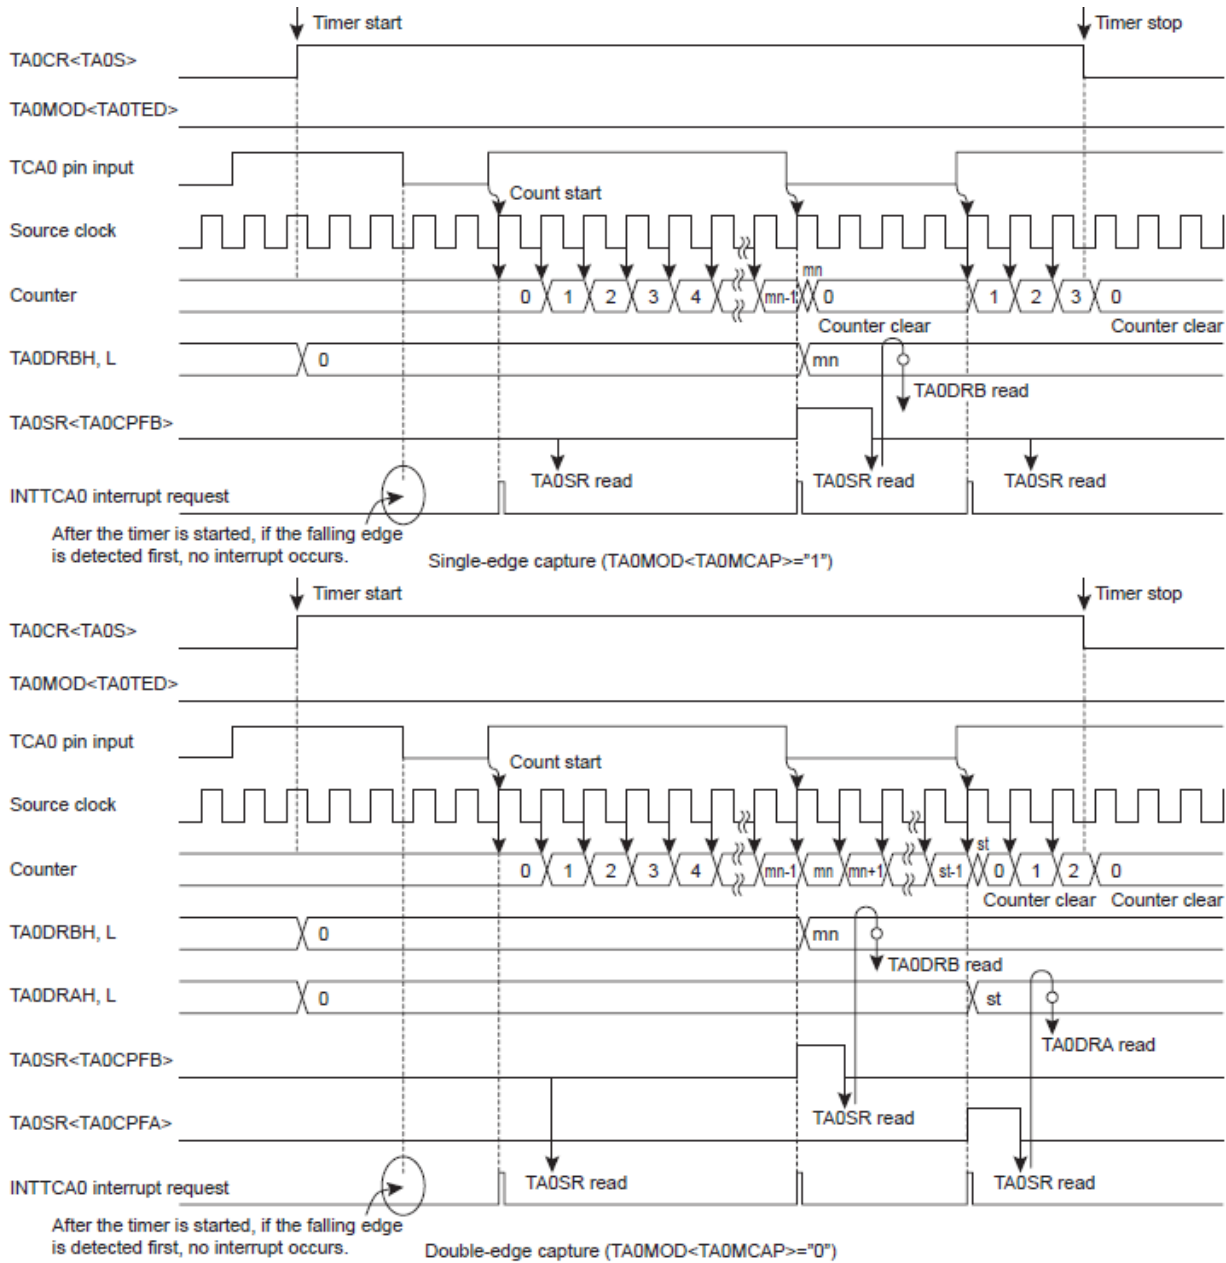 Timer start
Timer stop
TA0CR<TA0S>
TA0MOD<TA0TED>
TCA0 pin input
Count start
Source clock
mn
Counter 0 1 2 3 4 mn-1 0 1 2 3 0
Counter clear Counter clear
TA0DRBH, L 0 mn
TA0DRB read
TA0SR<TA0CPFB>
TA0SR read TA0SR read TA0SR read
INTTCA0 interrupt request
After the timer is started, if the falling edge
is detected first, no interrupt occurs.
Single-edge capture (TA0MOD<TA0MCAP>="1")
Timer start
Timer stop
TA0CR<TA0S>
TA0MOD<TA0TED>
TCA0 pin input
Count start
Source clock
st
Counter 0 1 2 3 4 mn-1 mn mn+1 st-1 0 1 2 0
Counter clear Counter clear
TA0DRBH, L 0 mn
TA0DRB read
TA0DRAH, L 0 st
TA0DRA read
TA0SR<TA0CPFB>
TA0SR read
TA0SR<TA0CPFA>
TA0SR read TA0SR read
INTTCA0 interrupt request
After the timer is started, if the falling edge
is detected first, no interrupt occurs.
Double-edge capture (TA0MOD<TA0MCAP>="0")